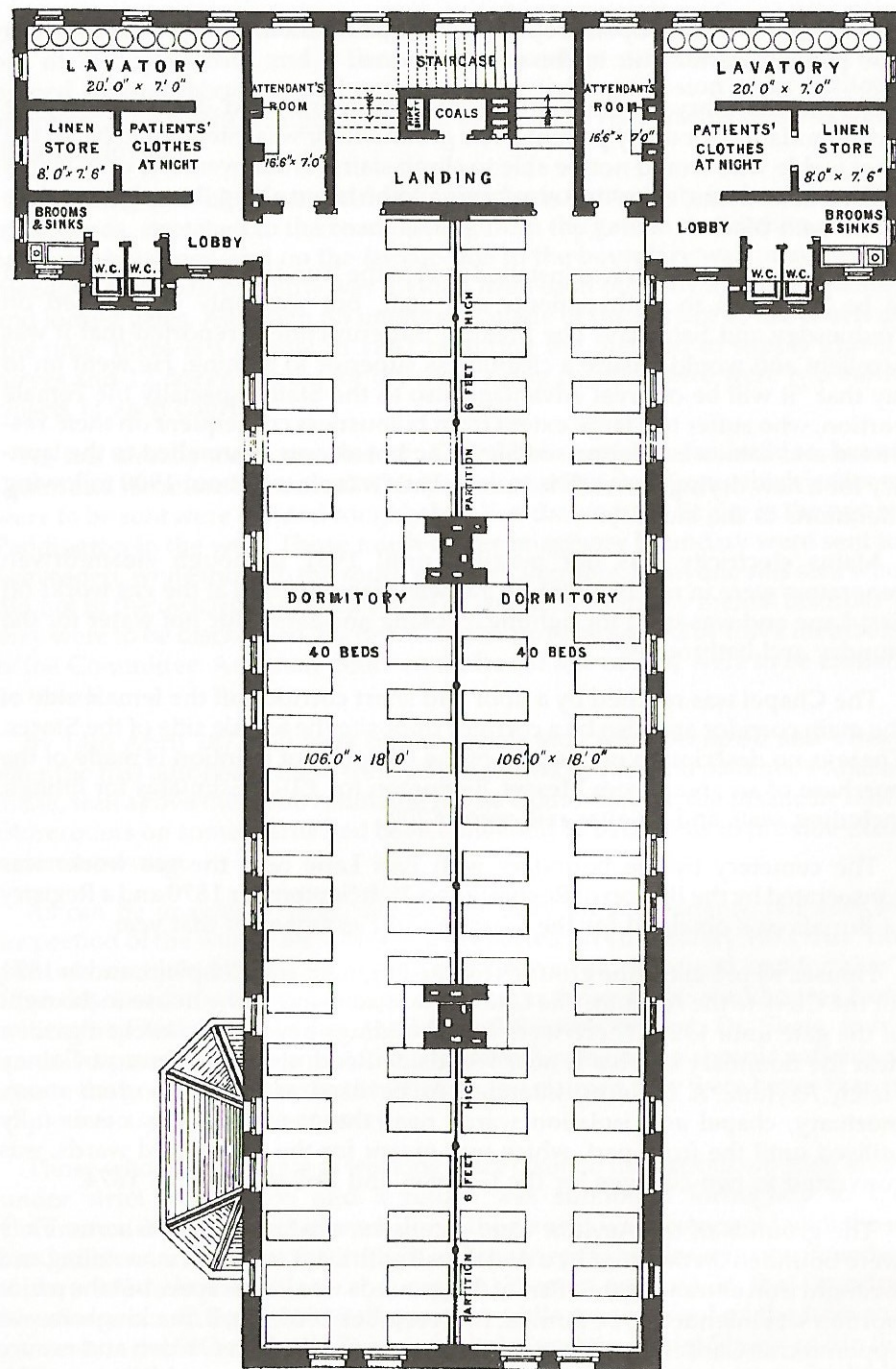 LAVATORY
20'.0" × 7'.0"
LINEN
STORE
8'.0" × 7'.6"
PATIENTS'
CLOTHES
AT NIGHT
BROOMS
& SINKS
W.C.
W.C.
LOBBY
ATTENDANT'S
ROOM
16'.6" × 7'.0"
STAIRCASE
SHAFT
COALS
LANDING
ATTENDANT'S
ROOM
16'.6" × 7'.0"
LAVATORY
20'.0" × 7'.0"
PATIENTS'
CLOTHES
AT NIGHT
LINEN
STORE
8'.0" × 7'.6"
LOBBY
BROOMS
& SINKS
W.C.
W.C.
PARTITION 6 FEET HIGH
DORMITORY
40 BEDS
106'.0" × 18'.0'
DORMITORY
40 BEDS
106'.0" × 18'.0"
PARTITION 6 FEET HIGH